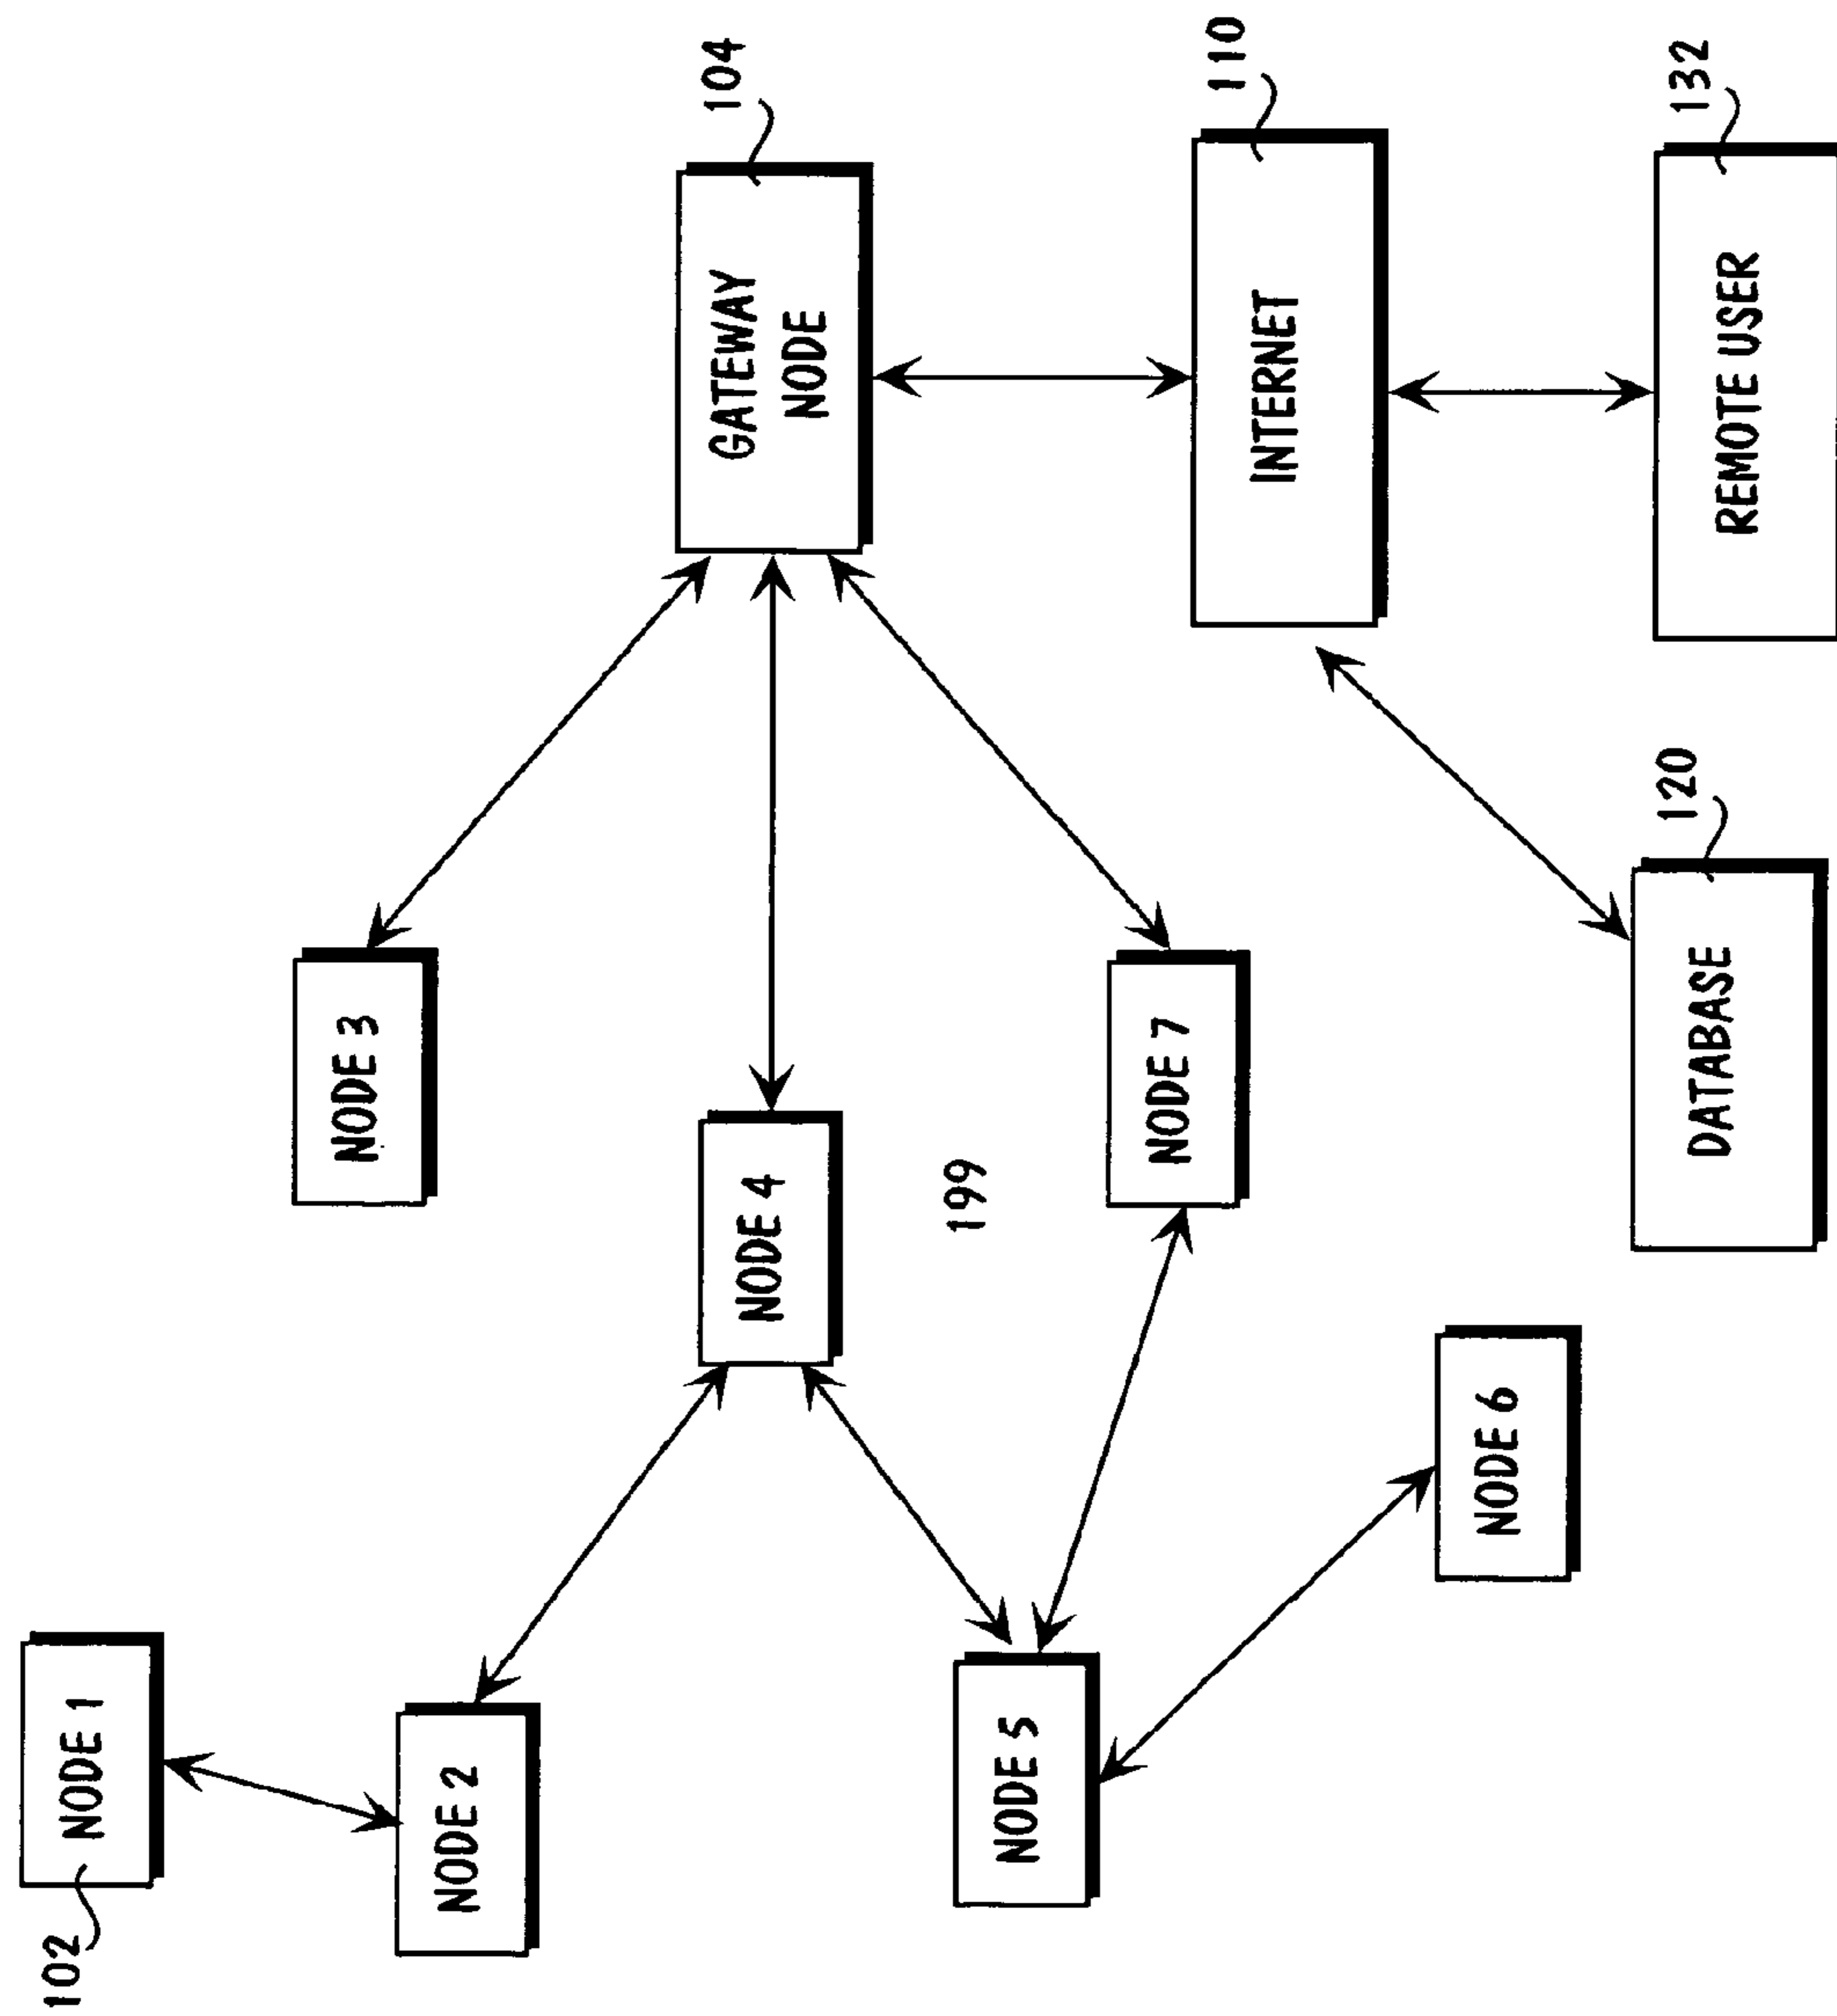 102
NODE 1
NODE 2
NODE 3
104
GATEWAY
NODE
NODE 4
199
NODE 5
NODE 7
110
INTERNET
NODE 6
120
DATABASE
132
REMOTE USER